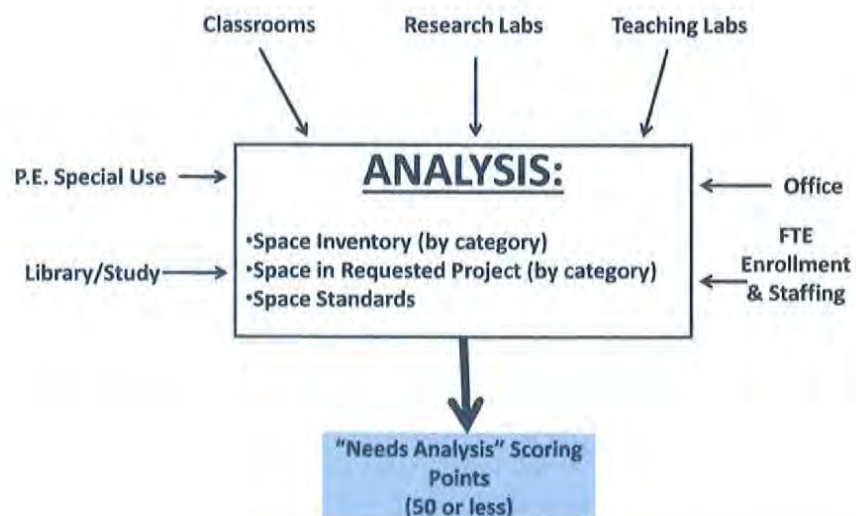 Classrooms Research Labs Teaching Labs
ANALYSIS:
P.E. Special Use
Office
•Space Inventory (by category)
FTE
Library/Study
•Space in Requested Project (by category)
Enrollment
•Space Standards
& Staffing
"Needs Analysis" Scoring
Points
(50 or less)